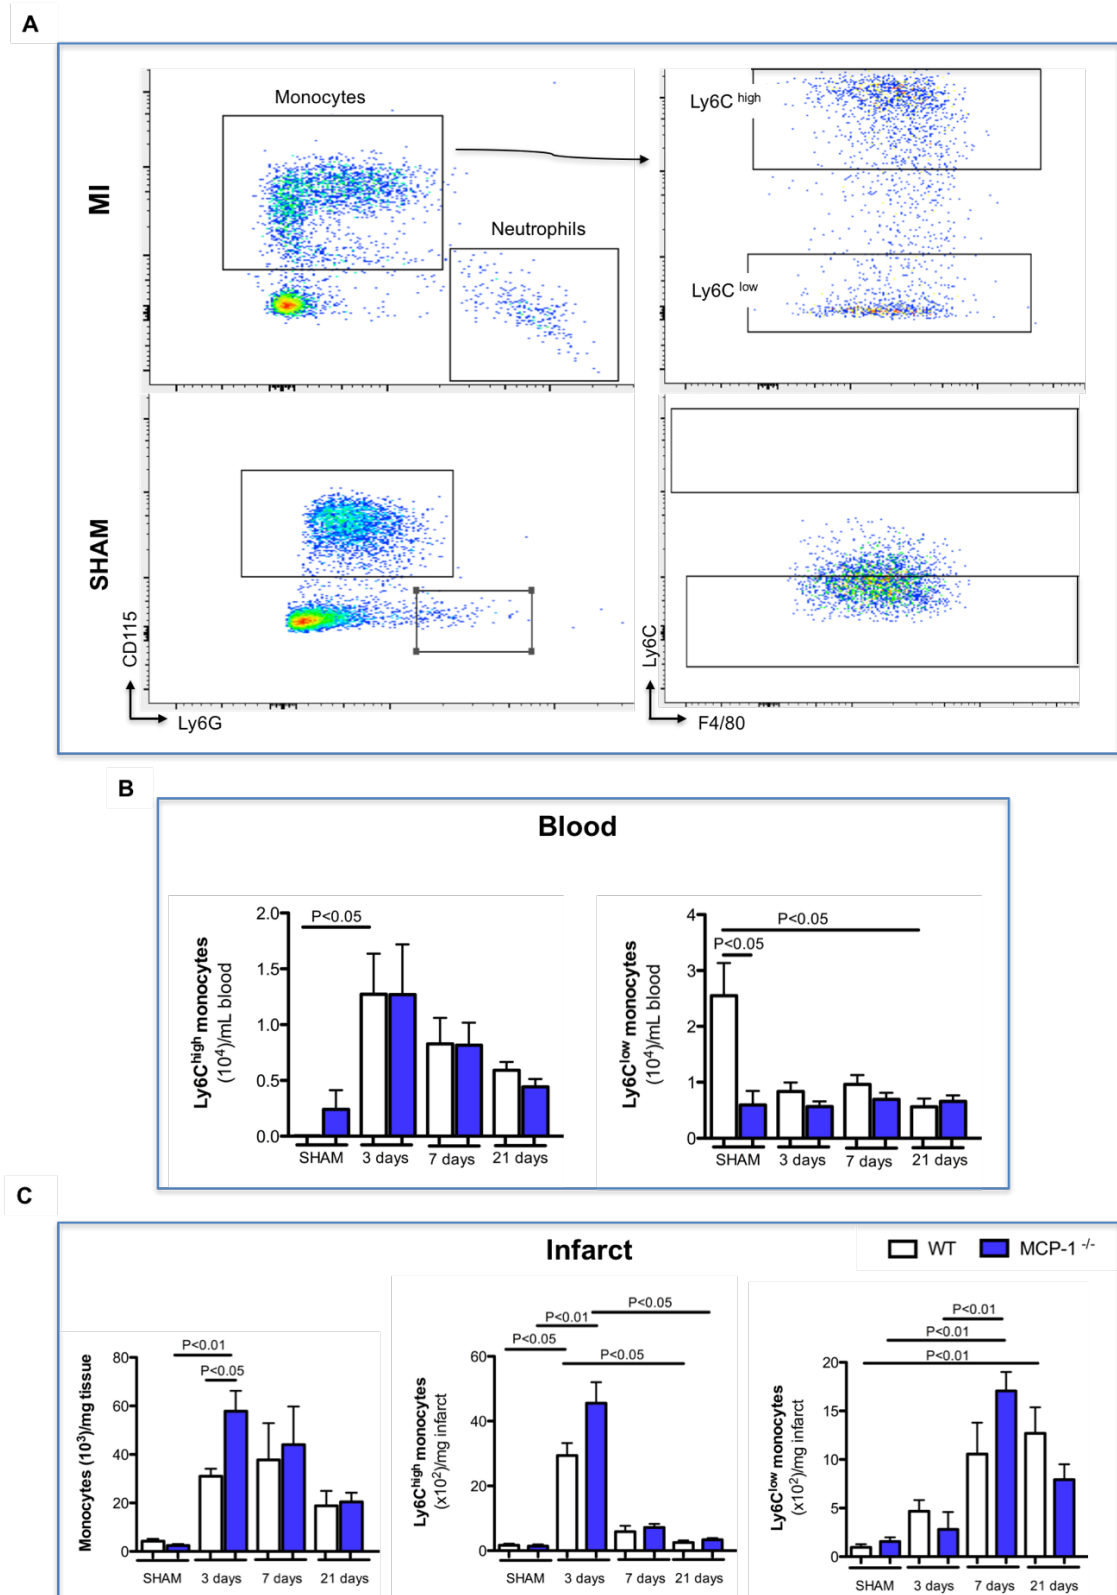 A
Monocytes
Neutrophils
Ly6C high
Ly6C low
MI
SHAM
CD115
Ly6G
Ly6C
F4/80
B
Blood
Ly6Chigh monocytes
(104)/mL blood
2.0
1.5
1.0
0.5
0.0
P<0.05
SHAM 3 days 7 days 21 days
Ly6Clow monocytes
(104)/mL blood
4
3
2
1
0
P<0.05
P<0.05
SHAM 3 days 7 days 21 days
C
Infarct
WT MCP-1 -/-
Monocytes (103)/mg tissue
80
60
40
20
0
P<0.01
P<0.05
SHAM 3 days 7 days 21 days
Ly6Chigh monocytes
(x102)/mg infarct
60
40
20
0
P<0.05
P<0.01
P<0.05
P<0.05
SHAM 3 days 7 days 21 days
Ly6Clow monocytes
(x102)/mg infarct
20
15
10
5
0
P<0.01
P<0.01
P<0.01
SHAM 3 days 7 days 21 days